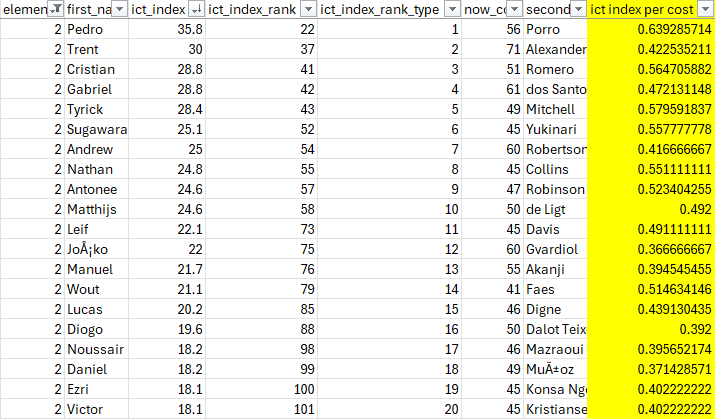 elemen first_na ict_index ict_index_rank ict_index_rank_type now_co second ict index per cost
2 Pedro 35.8 22 1 56 Porro 0.639285714
2 Trent 30 37 2 71 Alexander 0.422535211
2 Cristian 28.8 41 3 51 Romero 0.564705882
2 Gabriel 28.8 42 4 61 dos Santo 0.472131148
2 Tyrick 28.4 43 5 49 Mitchell 0.579591837
2 Sugawara 25.1 52 6 45 Yukinari 0.557777778
2 Andrew 25 54 7 60 Robertson 0.416666667
2 Nathan 24.8 55 8 45 Collins 0.551111111
2 Antonee 24.6 57 9 47 Robinson 0.523404255
2 Matthijs 24.6 58 10 50 de Ligt 0.492
2 Leif 22.1 73 11 45 Davis 0.491111111
2 JoÅ¡ko 22 75 12 60 Gvardiol 0.366666667
2 Manuel 21.7 76 13 55 Akanji 0.394545455
2 Wout 21.1 79 14 41 Faes 0.514634146
2 Lucas 20.2 85 15 46 Digne 0.439130435
2 Diogo 19.6 88 16 50 Dalot Teix 0.392
2 Noussair 18.2 98 17 46 Mazraoui 0.395652174
2 Daniel 18.2 99 18 49 MuÃ±oz 0.371428571
2 Ezri 18.1 100 19 45 Konsa Ngo 0.402222222
2 Victor 18.1 101 20 45 Kristianse 0.402222222